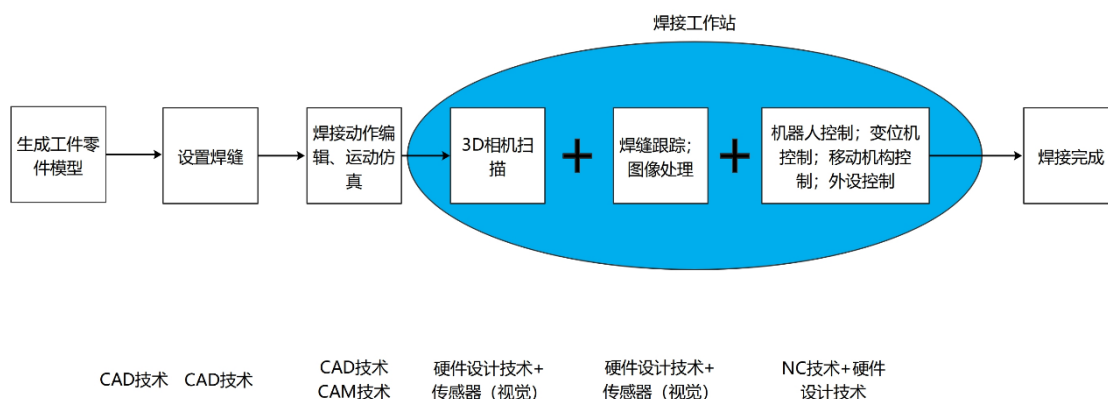 焊接工作站
生成工件零
件模型
设置焊缝
焊接动作编
辑、运动仿
真
3D相机扫
描
焊缝跟踪；
图像处理
机器人控制；变位机
控制；移动机构控
制；外设控制
焊接完成
CAD技术
CAD技术
CAD技术
CAM技术
硬件设计技术+
传感器（视觉）
硬件设计技术+
传感器（视觉）
NC技术+硬件
设计技术